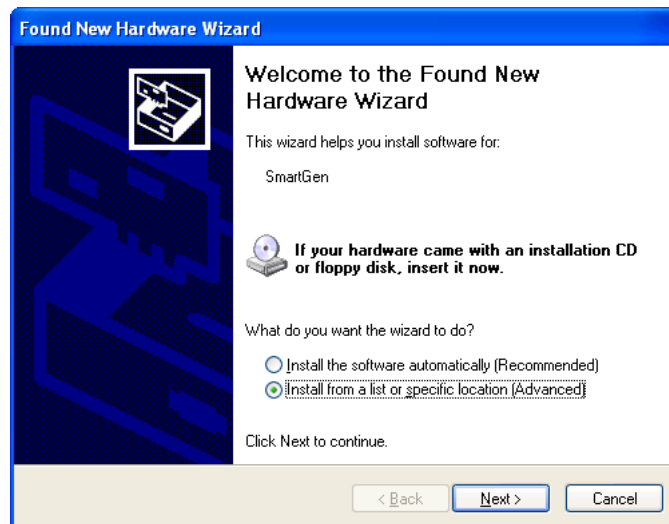 Found New Hardware Wizard
Welcome to the Found New
Hardware Wizard
This wizard helps you install software for:
SmartGen
If your hardware came with an installation CD
or floppy disk, insert it now.
What do you want the wizard to do?
Install the software automatically (Recommended)
Install from a list or specific location (Advanced)
Click Next to continue.
< Back
Next >
Cancel